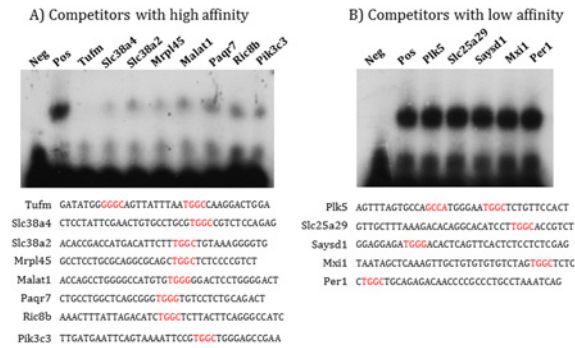 A) Competitors with high affinity
Neg Pos Tufm Slc38a4 Slc38a2 Mrpl45 Malat1 Paqr7 Ric8b Pik3c3
Tufm GATATGGGGGCAGTTATTTAATGGCCAAGGACTGGA
Slc38a4 CTCCTATTCGAACTGTGCCTGCGTGGCCGTCTCCAGAG
Slc38a2 ACACCGACCATGACATTCTTTGGCTGTAAAGGGGTG
Mrpl45 GCCTCCTGCGCAGGCGCAGCTGGCTCTCCCCGTCT
Malat1 ACCAGCCTGGGGCCATGTGTGGGGGACTCCTGGGGACT
Paqr7 CTGCCTGGCTCAGCGGGTGGGTGTCCTCTGCAGACT
Ric8b AAACTTTATTAGACATCTGGCTCTTACTTCAGGGCCATC
Pik3c3 TTGATGAATTCAGTAAAATTCCGTGGCTGGGAGCCGAA
B) Competitors with low affinity
Neg Pos Plk5 Slc25a29 Saysd1 Mxi1 Per1
Plk5 AGTTTAGTGCCAGCCATGGGAATGGCTCTGTTCCACT
Slc25a29 GTTGCTTTAAAGACACAGGCACATCCTTGGCACCGTCT
Saysd1 GGAGGAGATGGGACACTCAGTTCACTCTCCTCTCGAG
Mxi1 TAATAGCTCAAAGTTGCTGTGTGTCTAGTGGCTCTC
Per1 CTGGCTGCAGAGACAACCCCGCCCTGCCTAAATCAG